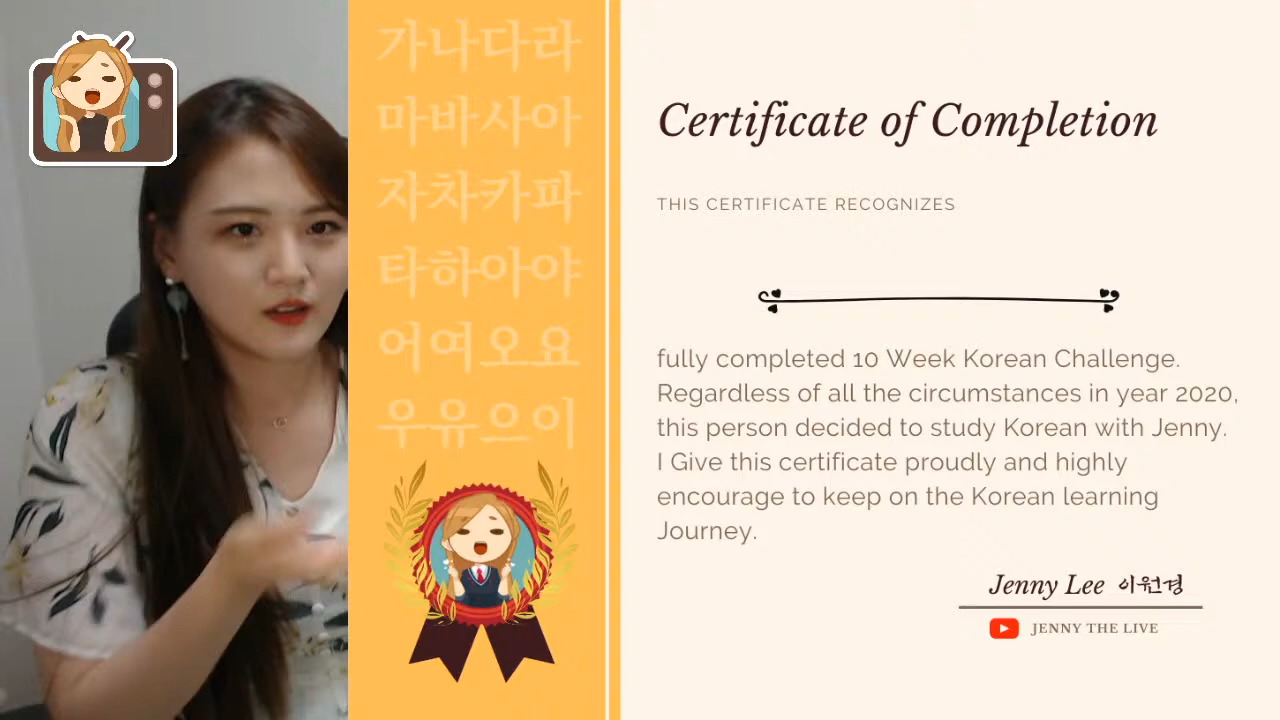 가나다라
마바사아
자차카파
타하아야
어여오요
우유으이
Certificate of Completion
THIS CERTIFICATE RECOGNIZES
fully completed 10 Week Korean Challenge.
Regardless of all the circumstances in year 2020,
this person decided to study Korean with Jenny.
I Give this certificate proudly and highly
encourage to keep on the Korean learning
Journey.
Jenny Lee 이원경
JENNY THE LIVE